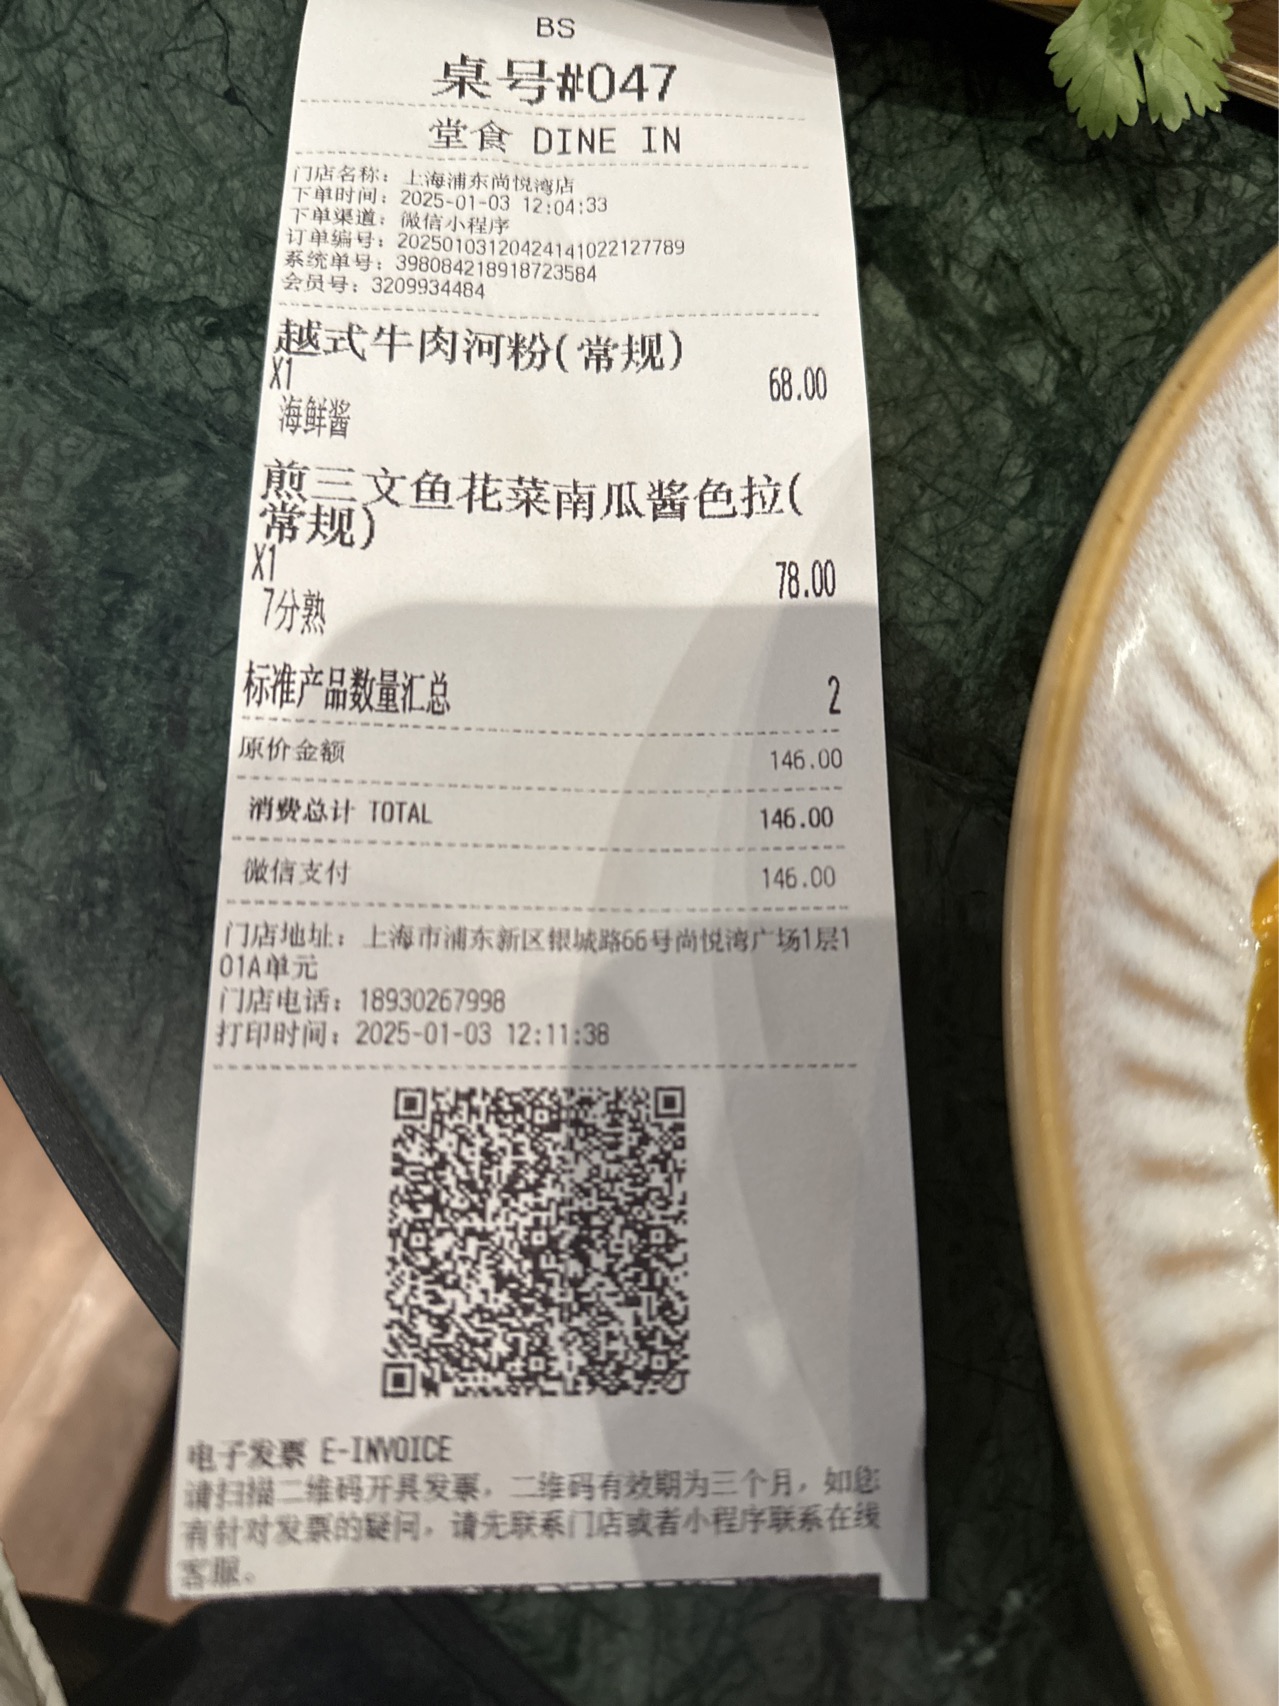 BS
桌号#047
堂食 DINE IN
门店名称：上海浦东尚悦湾店
下单时间：2025-01-03 12:04:33
下单渠道：微信小程序
订单编号：20250103120424141022127789
系统单号：398084218918723584
会员号：3209934484
越式牛肉河粉(常规)
X1 68.00
海鲜酱
煎三文鱼花菜南瓜酱色拉(
常规)
X1 78.00
7分熟
标准产品数量汇总 2
原价金额 146.00
消费总计 TOTAL 146.00
微信支付 146.00
门店地址：上海市浦东新区银城路66号尚悦湾广场1层1
01A单元
门店电话：18930267998
打印时间：2025-01-03 12:11:38
电子发票 E-INVOICE
请扫描二维码开具发票，二维码有效期为三个月，如您
有针对发票的疑问，请先联系门店或者小程序联系在线
客服。